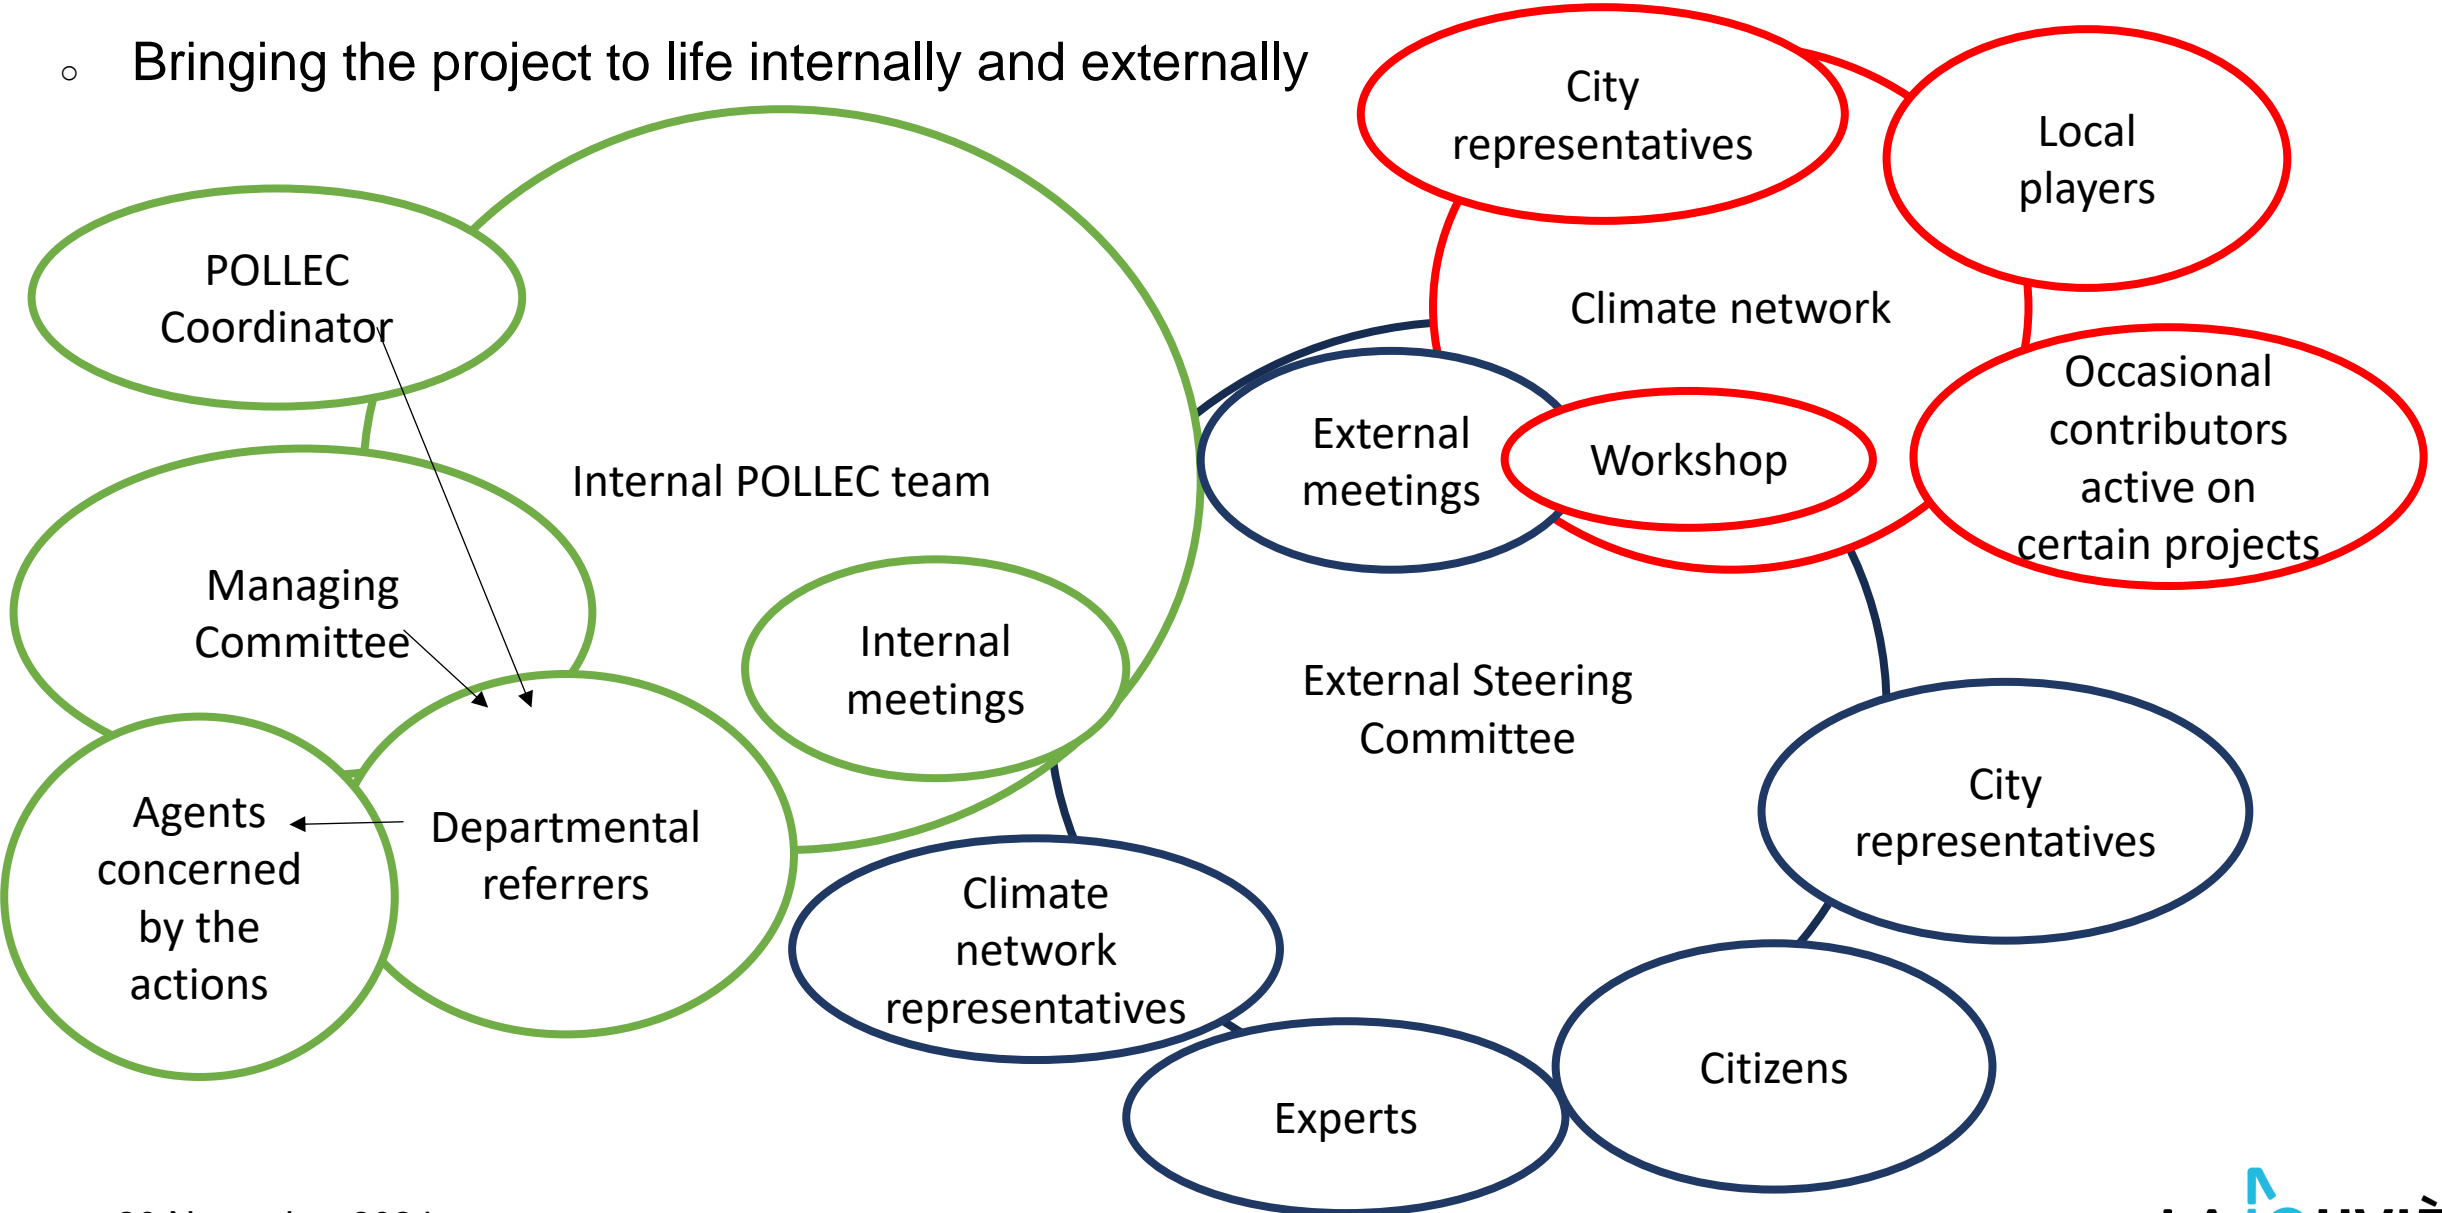 Bringing the project to life internally and externally
City
representatives
Local
players
POLLEC
Coordinator
Climate network
Occasional
contributors
active on
certain projects
External
meetings
Workshop
Internal POLLEC team
Managing
Committee
Internal
meetings
External Steering
Committee
City
representatives
Agents
concerned
by the
actions
Departmental
referrers
Climate
network
representatives
Citizens
Experts